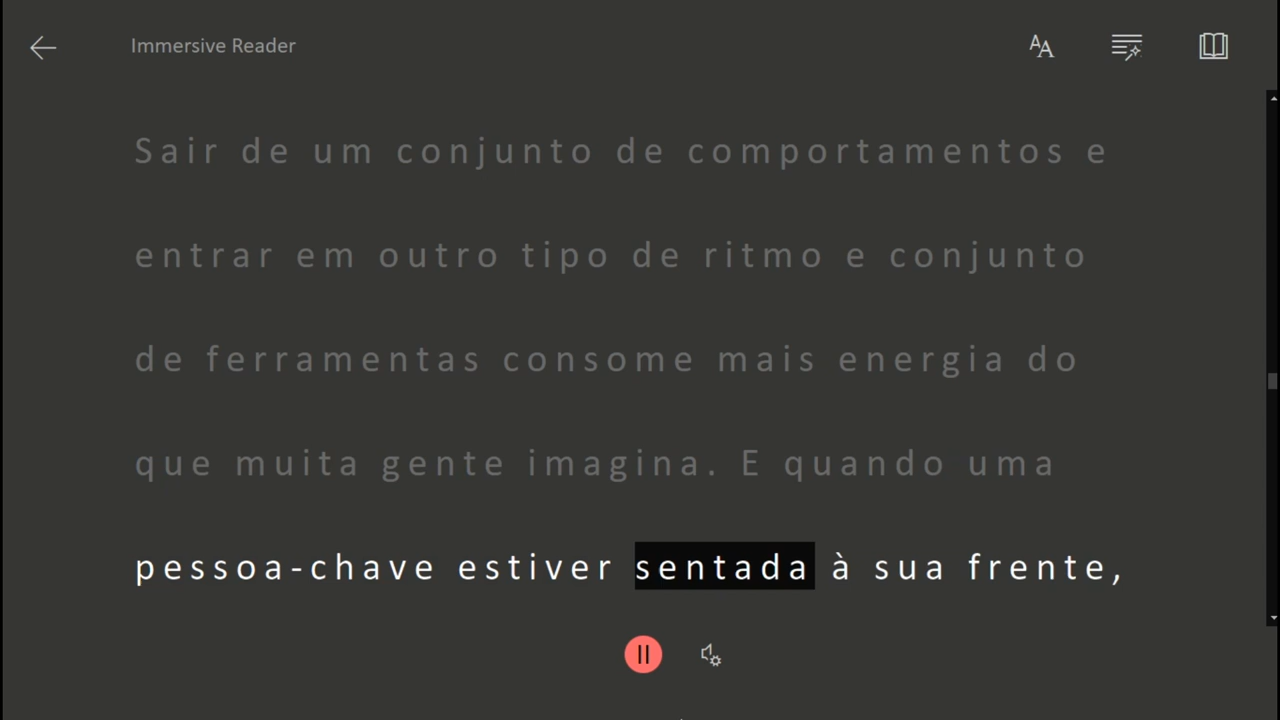 Immersive Reader
Sair de um conjunto de comportamentos e
entrar em outro tipo de ritmo e conjunto
de ferramentas consome mais energia do
que muita gente imagina. E quando uma
pessoa-chave estiver sentada à sua frente,